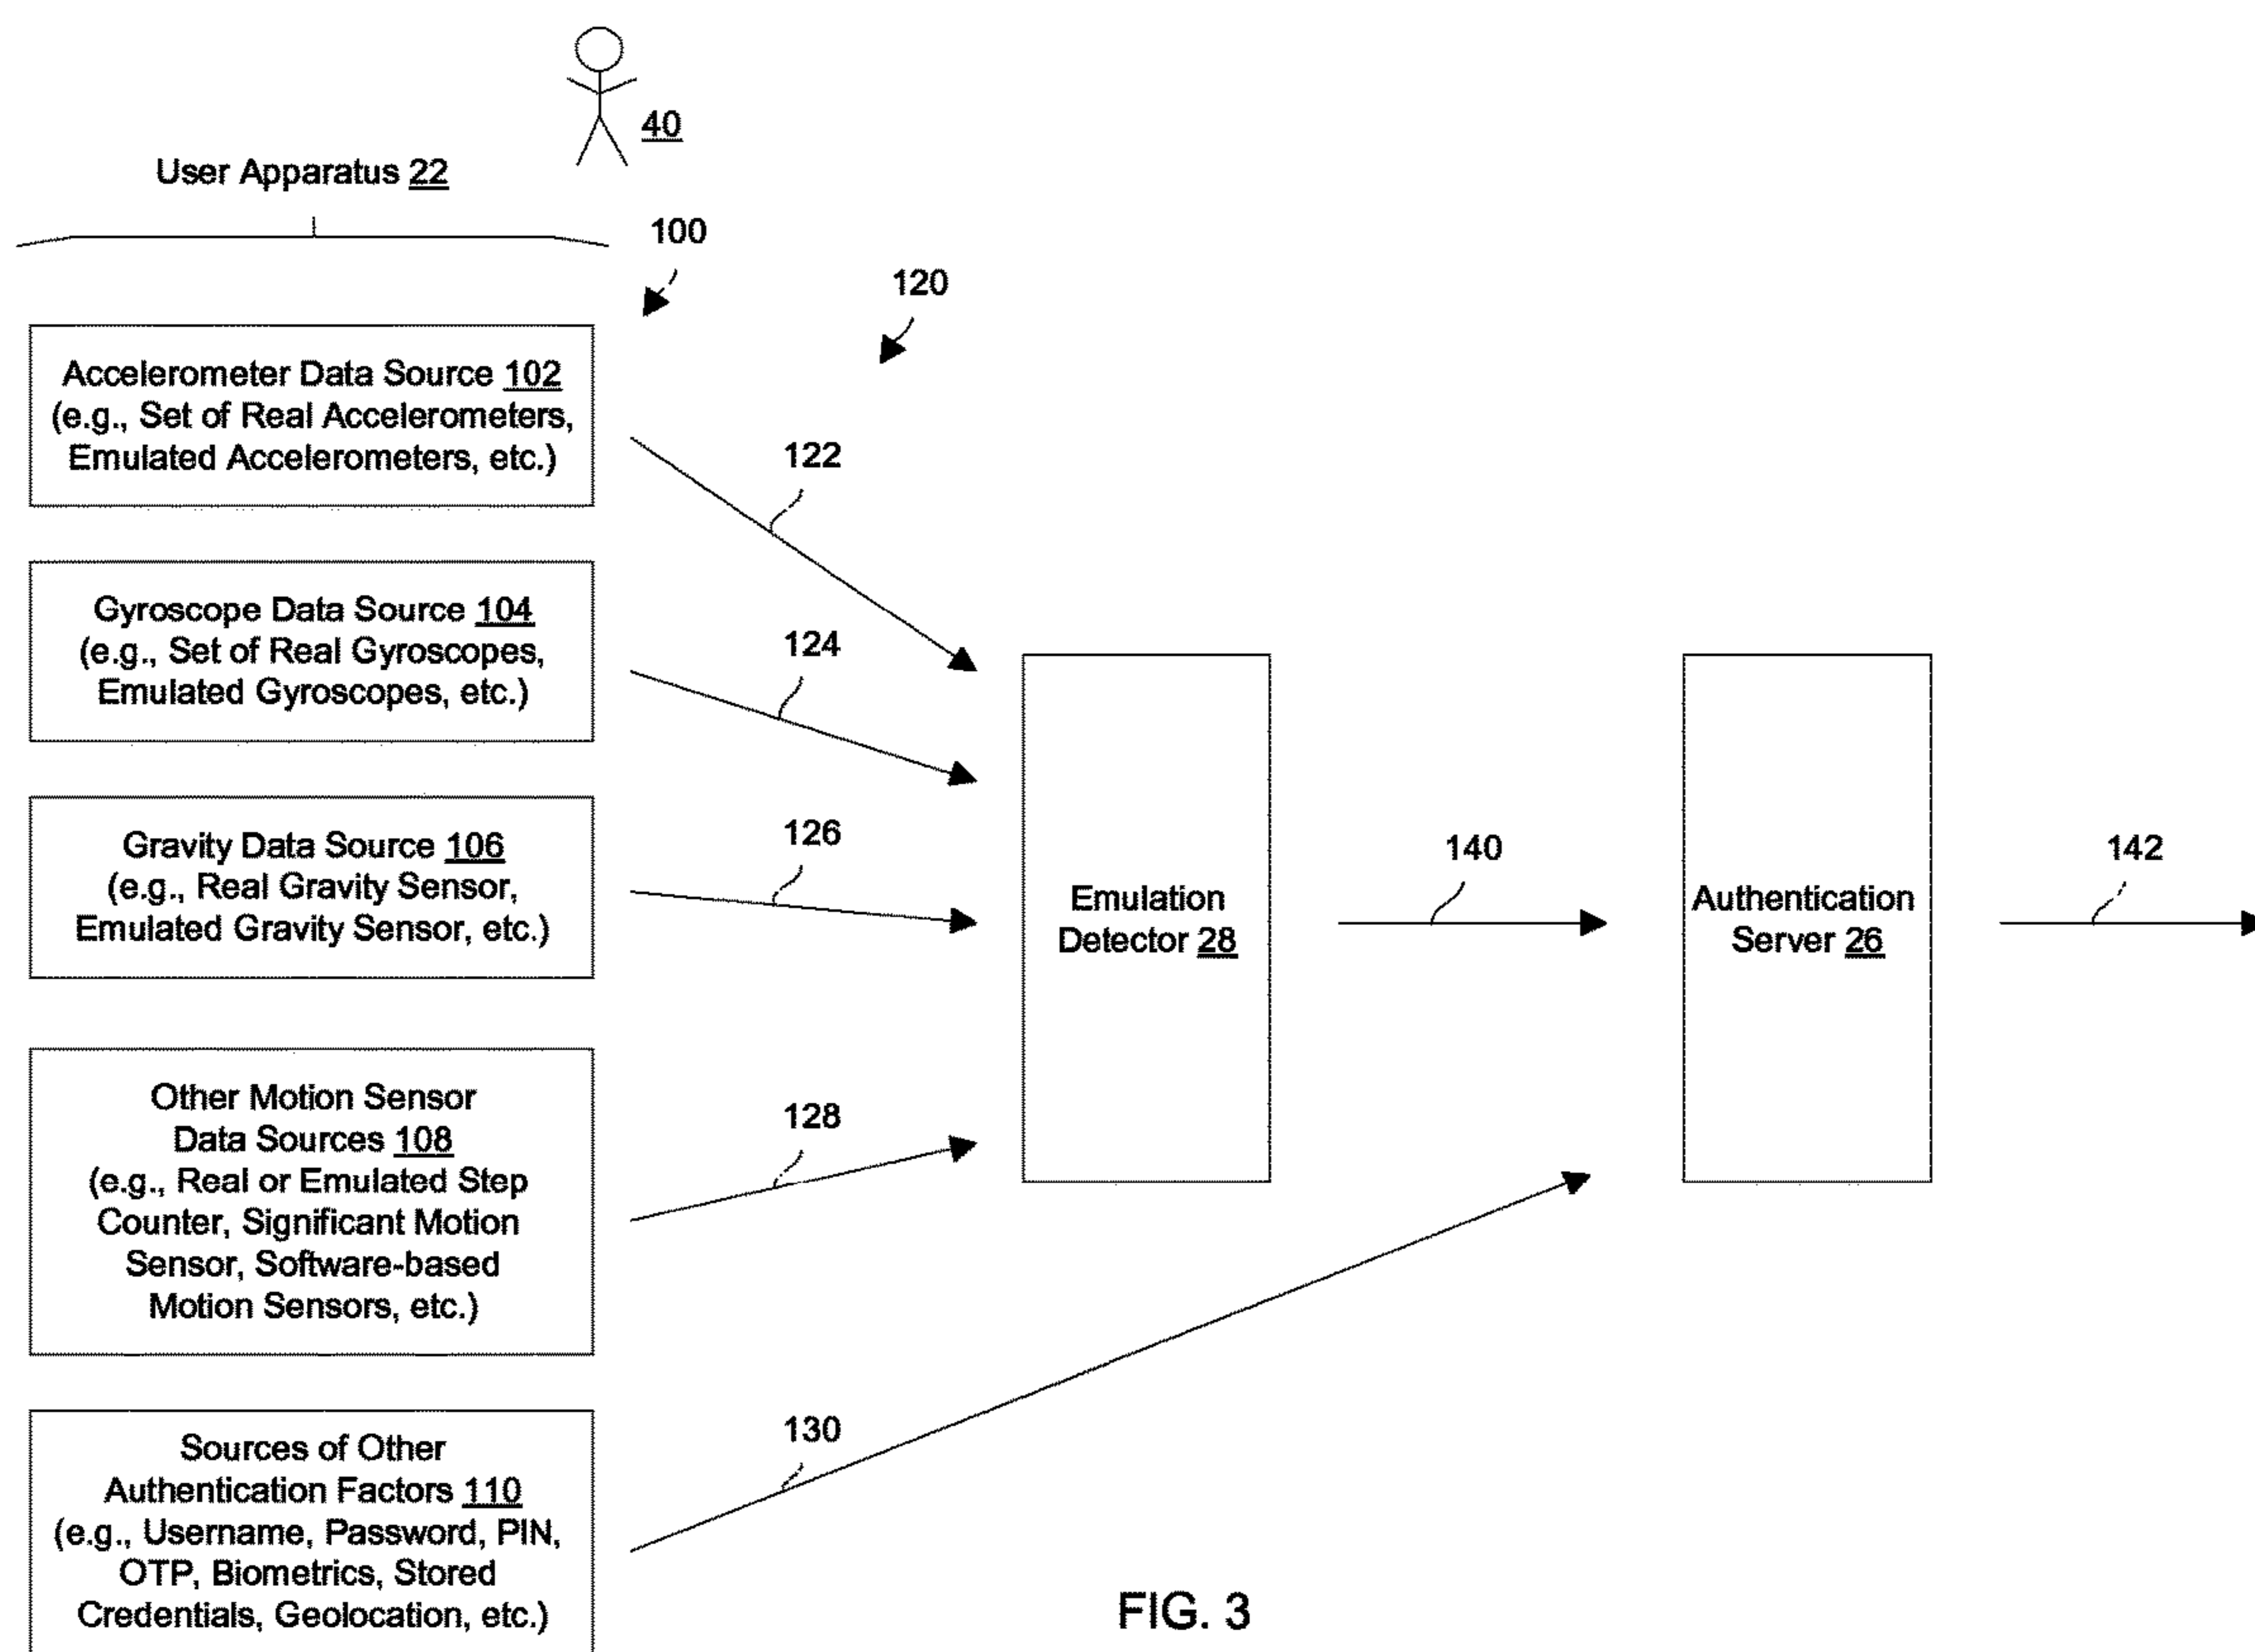 40
User Apparatus 22
100
120
Accelerometer Data Source 102
(e.g., Set of Real Accelerometers,
Emulated Accelerometers, etc.)
122
Gyroscope Data Source 104
(e.g., Set of Real Gyroscopes,
Emulated Gyroscopes, etc.)
124
Gravity Data Source 106
(e.g., Real Gravity Sensor,
Emulated Gravity Sensor, etc.)
126
Other Motion Sensor
Data Sources 108
(e.g., Real or Emulated Step
Counter, Significant Motion
Sensor, Software-based
Motion Sensors, etc.)
128
Sources of Other
Authentication Factors 110
(e.g., Username, Password, PIN,
OTP, Biometrics, Stored
Credentials, Geolocation, etc.)
130
Emulation
Detector 28
140
Authentication
Server 26
142
FIG. 3